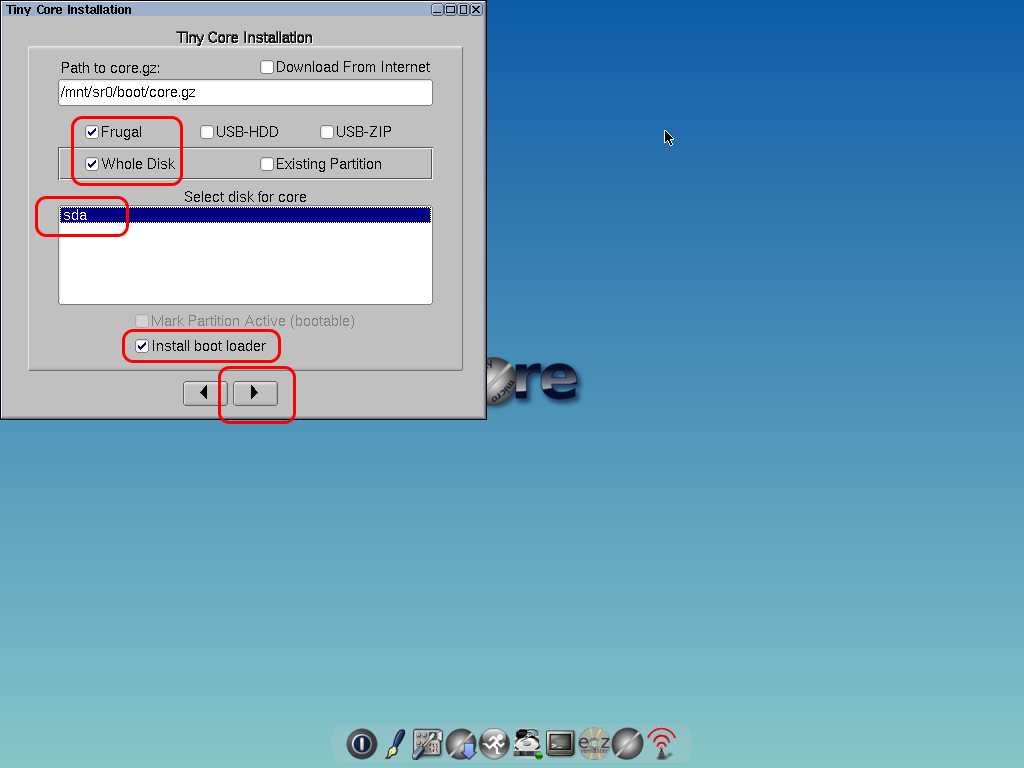 Tiny Core Installation
Tiny Core Installation
Path to core.gz:
Download From Internet
/mnt/sr0/boot/core.gz
Frugal
USB-HDD
USB-ZIP
Whole Disk
Existing Partition
Select disk for core
sda
Mark Partition Active (bootable)
Install boot loader
micro
re
ezremaster